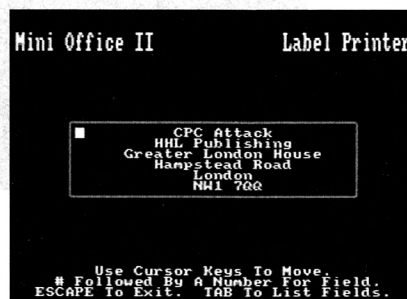 Mini Office II Label Printer
CPC Attack
HHL Publishing
Greater London House
Hampstead Road
London
NW1 7QQ
Use Cursor Keys To Move.
# Followed By A Number For Field.
ESCAPE To Exit. TAB To List Fields.